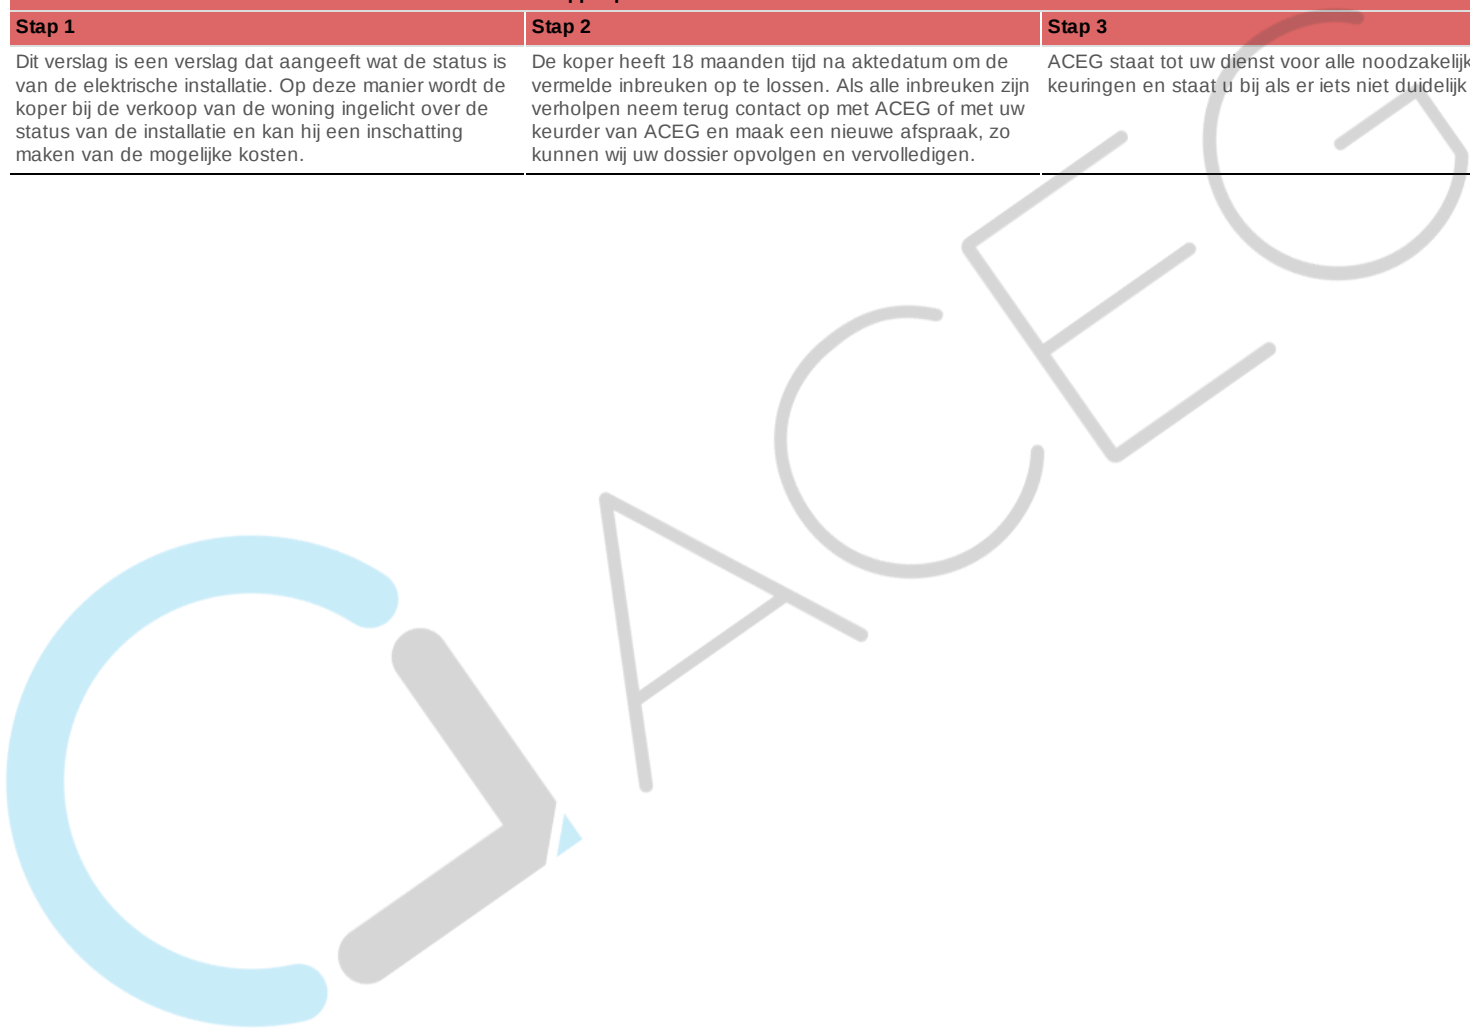 Stap 1
Stap 2
Stap 3
Dit verslag is een verslag dat aangeeft wat de status is
van de elektrische installatie. Op deze manier wordt de
koper bij de verkoop van de woning ingelicht over de
status van de installatie en kan hij een inschatting
maken van de mogelijke kosten.
De koper heeft 18 maanden tijd na aktedatum om de
vermelde inbreuken op te lossen. Als alle inbreuken zijn
verholpen neem terug contact op met ACEG of met uw
keurder van ACEG en maak een nieuwe afspraak, zo
kunnen wij uw dossier opvolgen en vervolledigen.
ACEG staat tot uw dienst voor alle
keuringen en staat u bij als er iets niet duidelijk
ACEG